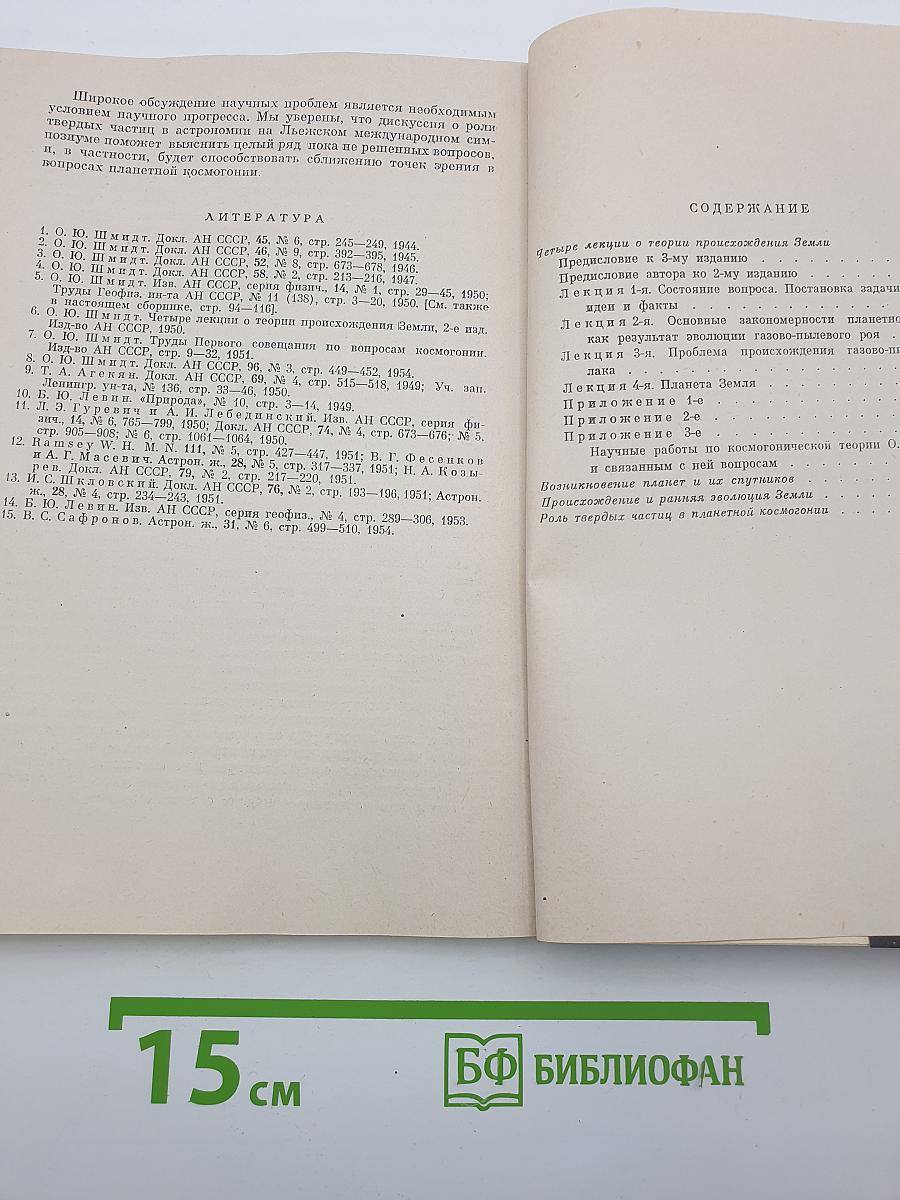 Широкое обсуждение научных проблем является необходимым
условием научного прогресса. Мы уверены, что дискуссия о роли
твердых частиц в астрономии на Льежском международном сим-
позиуме поможет выяснить целый ряд пока не решенных вопросов,
и, в частности, будет способствовать сближению точек зрения в
вопросах планетной космогонии.
ЛИТЕРАТУРА
1. О. Ю. Шмидт. Докл. АН СССР, 45, № 6, стр. 245—249, 1944.
2. О. Ю. Шмидт. Докл. АН СССР, 46, № 9, стр. 392—395, 1945.
3. О. Ю. Шмидт. Докл. АН СССР, 52, № 8, стр. 673—678, 1946.
4. О. Ю. Шмидт. Докл. АН СССР, 58, № 2, стр. 213—216, 1947.
5. О. Ю. Шмидт. Изв. АН СССР, серия физич., 14, № 1, стр. 29—45, 1950;
Труды Геофиз. ин-та АН СССР, № 11 (138), стр. 3—20, 1950. [См. также
в настоящем сборнике, стр. 94—116].
6. О. Ю. Шмидт. Четыре лекции о теории происхождения Земли, 2-е изд.
Изд-во АН СССР, 1950.
7. О. Ю. Шмидт. Труды Первого совещания по вопросам космогонии.
Изд-во АН СССР, стр. 9—32, 1951.
8. О. Ю. Шмидт. Докл. АН СССР, 96, № 3, стр. 449—452, 1954.
9. Т. А. Агекян. Докл. АН СССР, 69, № 4, стр. 515—518, 1949; Уч. зап.
Ленингр. ун-та, № 136, стр. 33—46, 1950.
10. Б. Ю. Левин. «Природа», № 10, стр. 3—14, 1949.
11. Л. Э. Гуревич и А. И. Лебединский. Изв. АН СССР, серия фи-
зич., 14, № 6, 765—799, 1950; Докл. АН СССР, 74, № 4, стр. 673—676; № 5,
стр. 905—908; № 6, стр. 1061—1064, 1950.
12. Ramsey W. H. M. N. 111, № 5, стр. 427—447, 1951; В. Г. Фесенков
и А. Г. Масевич. Астрон. ж., 28, № 5, стр. 317—337, 1951; Н. А. Козы-
рев. Докл. АН СССР, 79, № 2, стр. 217—220, 1951.
13. И. С. Шкловский. Докл. АН СССР, 76, № 2, стр. 193—196, 1951; Астрон.
ж., 28, № 4, стр. 234—243, 1951.
14. Б. Ю. Левин. Изв. АН СССР, серия геофиз., № 4, стр. 289—306, 1953.
15. В. С. Сафронов. Астрон. ж., 31, № 6, стр. 499—510, 1954.
СОДЕРЖАНИЕ
Четыре лекции о теории происхождения Земли
Предисловие к 3-му изданию . . . . . . . .
Предисловие автора ко 2-му изданию . . . . . .
Лекция 1-я. Состояние вопроса. Постановка задачи
идеи и факты . . . . . . . . . . . . .
Лекция 2-я. Основные закономерности планетно
как результат эволюции газово-пылевого роя .
Лекция 3-я. Проблема происхождения газово-пы
лака . . . . . . . . . . . . . . . . .
Лекция 4-я. Планета Земля . . . . . . . .
Приложение 1-е . . . . . . . . . . .
Приложение 2-е . . . . . . . . . . .
Приложение 3-е . . . . . . . . . . .
Научные работы по космогонической теории О.
и связанным с ней вопросам . . . . . . .
Возникновение планет и их спутников . . . . . .
Происхождение и ранняя эволюция Земли . . . . .
Роль твердых частиц в планетной космогонии . . . .
15 см
БФ БИБЛИОФАН